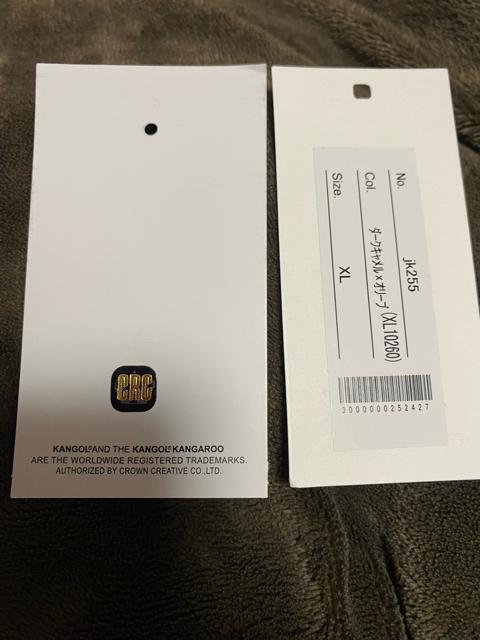 CRC
KANGOL® AND THE KANGOL® KANGAROO
ARE THE WORLDWIDE REGISTERED TRADEMARKS.
AUTHORIZED BY CROWN CREATIVE CO.,LTD.
No. jk255
Col. ダークキャメル×オリーブ(XL10260)
Size. XL
3000000252427